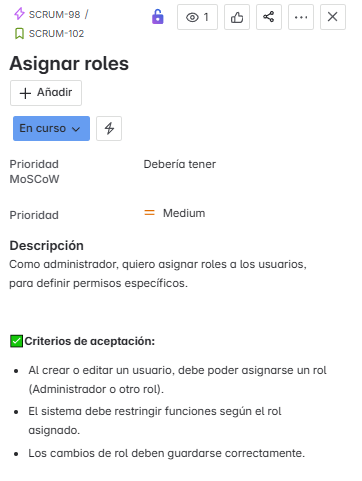 SCRUM-98 /
1
SCRUM-102
Asignar roles
Añadir
En curso
Prioridad
MoSCoW
Debería tener
Prioridad
Medium
Descripción
Como administrador, quiero asignar roles a los usuarios,
para definir permisos específicos.
✅Criterios de aceptación:
• Al crear o editar un usuario, debe poder asignarse un rol
(Administrador o otro rol).
• El sistema debe restringir funciones según el rol
asignado.
• Los cambios de rol deben guardarse correctamente.